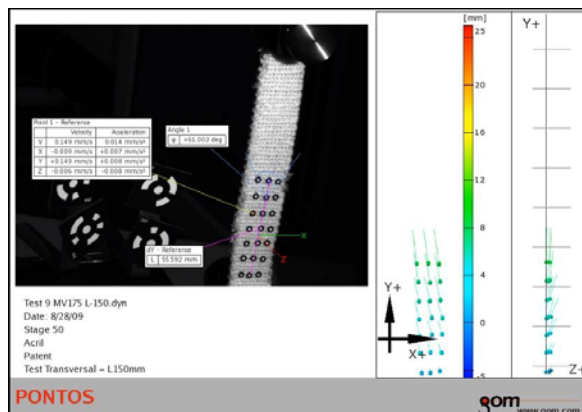 Point 1 - Reference
Velocity Acceleration
V 0.149 mm/s 0.014 mm/s²
X -0.009 mm/s +0.007 mm/s²
Y +0.149 mm/s +0.008 mm/s²
Z -0.006 mm/s -0.008 mm/s²
Angle 1
φ +61.003 deg
dY - Reference
L 55.592 mm
X
Z
Test 9 MV175 L-150.dyn
Date: 8/28/09
Stage 50
Acril
Patent
Test Transversal = L150mm
Y+
X+
[mm]
25
20
16
12
8
4
0
-5
Y+
Z+
PONTOS
gom
www.gom.com